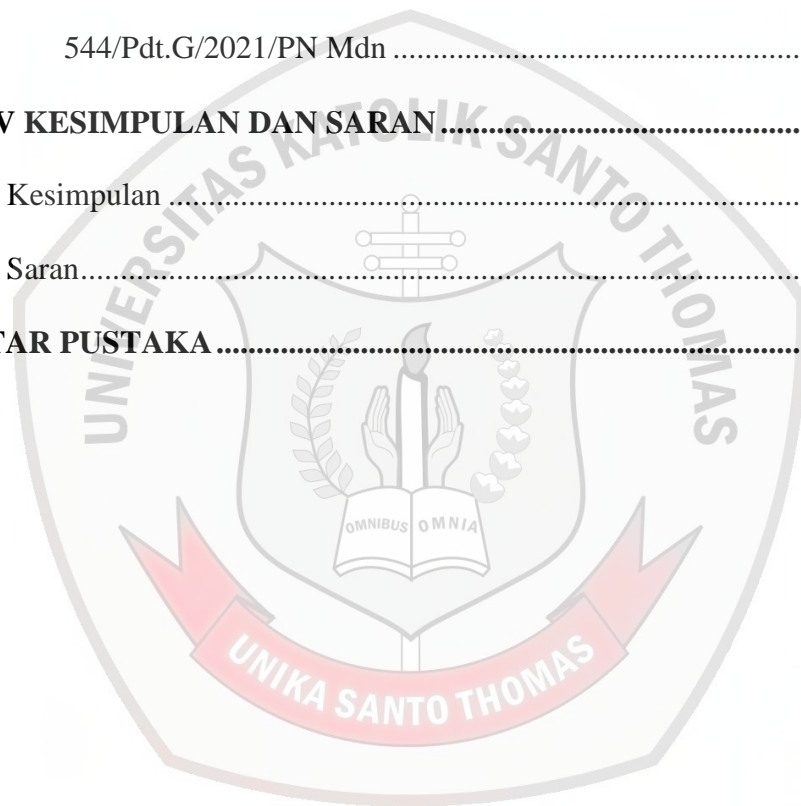 544/Pdt.G/2021/PN Mdn ........................................................
V KESIMPULAN DAN SARAN ..................................................
Kesimpulan ................................................................................
Saran...........................................................................................
TAR PUSTAKA ...........................................................................
UNIVERSITAS KATOLIK SANTO THOMAS
OMNIBUS OMNIA
UNIKA SANTO THOMAS